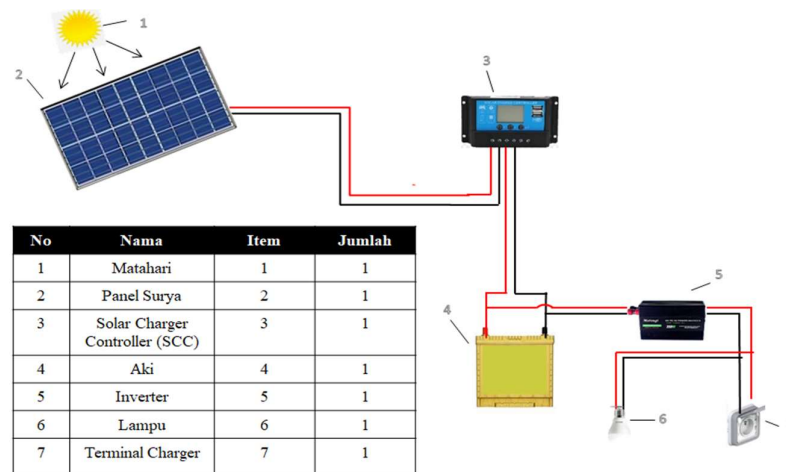 1
2
3
No Nama Item Jumlah
1 Matahari 1 1
2 Panel Surya 2 1
3 Solar Charger 3 1
Controller (SCC)
4 Aki 4 1
5 Inverter 5 1
6 Lampu 6 1
7 Terminal Charger 7 1
5
4
6